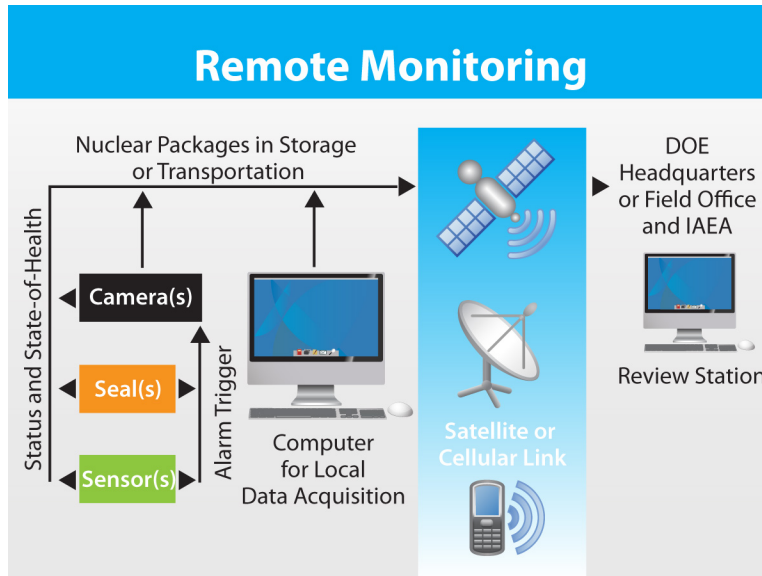 Remote Monitoring
Nuclear Packages in Storage
or Transportation
Status and State-of-Health
Camera(s)
Seal(s)
Sensor(s)
Alarm Trigger
Computer
for Local
Data Acquisition
Satellite or
Cellular Link
DOE
Headquarters
or Field Office
and IAEA
Review Station